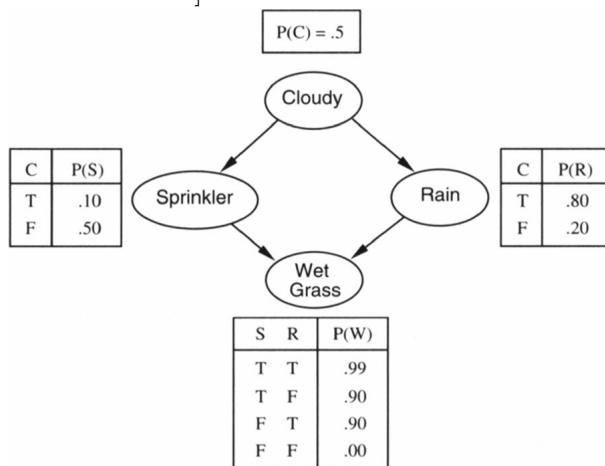 ]
P(C) = .5
Cloudy
C P(S)
T .10
F .50
Sprinkler
Rain
C P(R)
T .80
F .20
Wet
Grass
S R P(W)
T T .99
T F .90
F T .90
F F .00